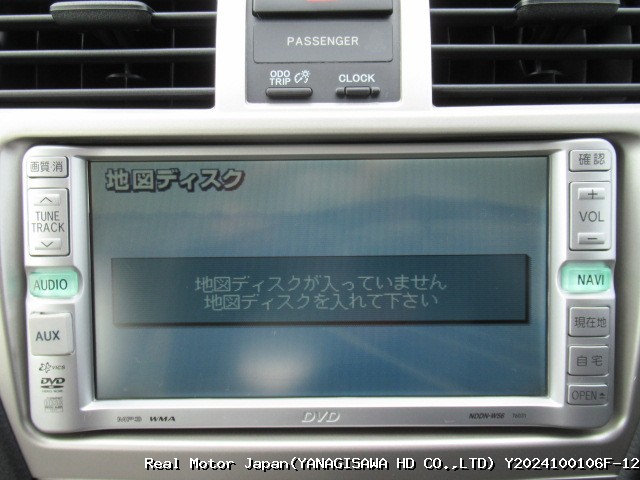 PASSENGER
ODO
TRIP
CLOCK
画質・消
地図ディスク
確認
TUNE
TRACK
VOL
地図ディスクが入っていません
地図ディスクを入れて下さい
AUDIO
NAVI
AUX
現在地
自宅
VICS
DVD
OPEN
MP3 WMA
DVD
NDDN-W58
Real Motor Japan(YANAGISAWA HD CO.,LTD) Y2024100106F-12